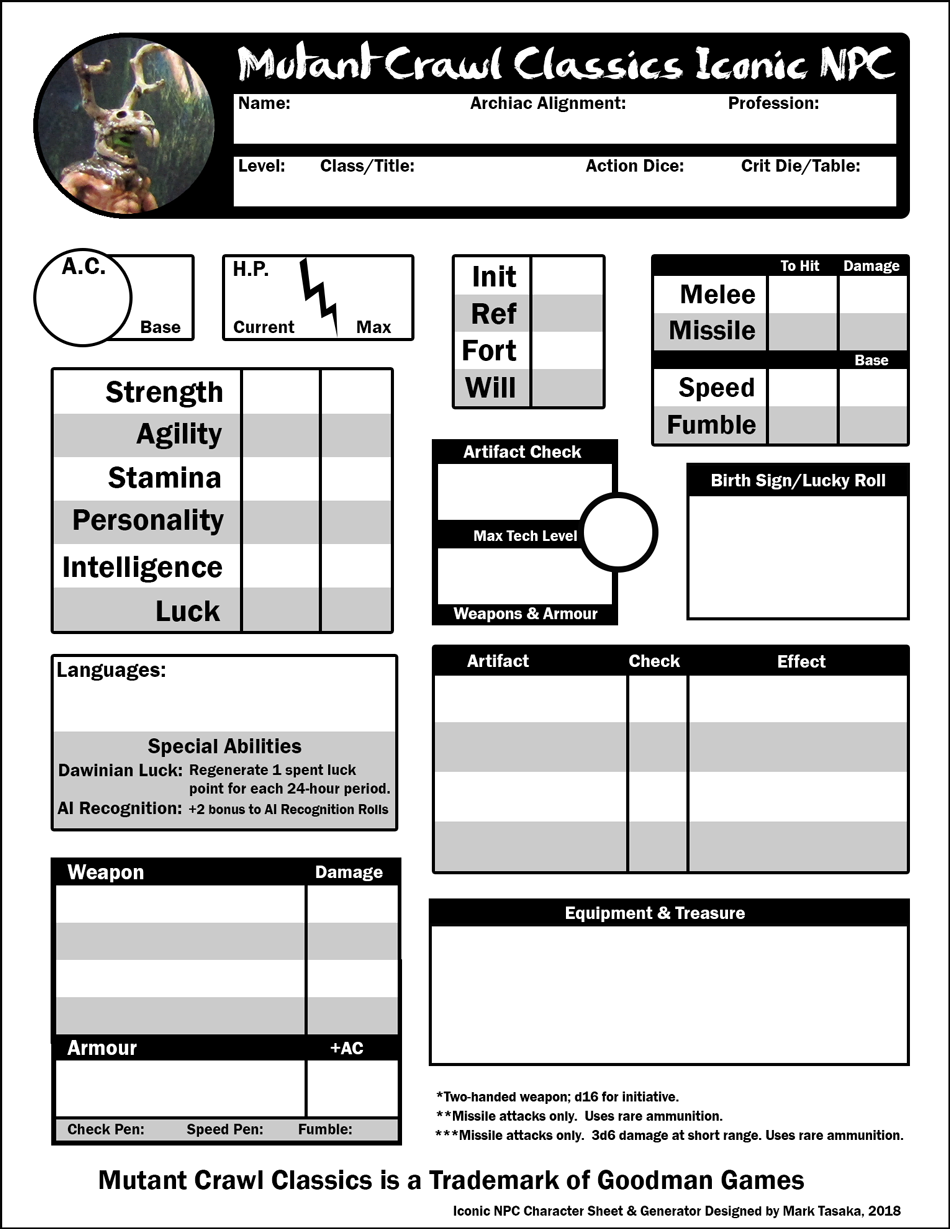 Mutant Crawl Classics Iconic NPC
Name: Archiac Alignment: Profession:
Level: Class/Title: Action Dice: Crit Die/Table:
A.C.
Base
H.P.
Current Max
Init
Ref
Fort
Will
To Hit Damage
Melee
Missile
Base
Speed
Fumble
Strength
Agility
Stamina
Personality
Intelligence
Luck
Artifact Check
Max Tech Level
Weapons & Armour
Birth Sign/Lucky Roll
Languages:
Special Abilities
Dawinian Luck: Regenerate 1 spent luck
point for each 24-hour period.
AI Recognition: +2 bonus to AI Recognition Rolls
Artifact Check Effect
Weapon Damage
Armour +AC
Check Pen: Speed Pen: Fumble:
Equipment & Treasure
*Two-handed weapon; d16 for initiative.
**Missile attacks only.  Uses rare ammunition.
***Missile attacks only.  3d6 damage at short range. Uses rare ammunition.
Mutant Crawl Classics is a Trademark of Goodman Games
Iconic NPC Character Sheet & Generator Designed by Mark Tasaka, 2018